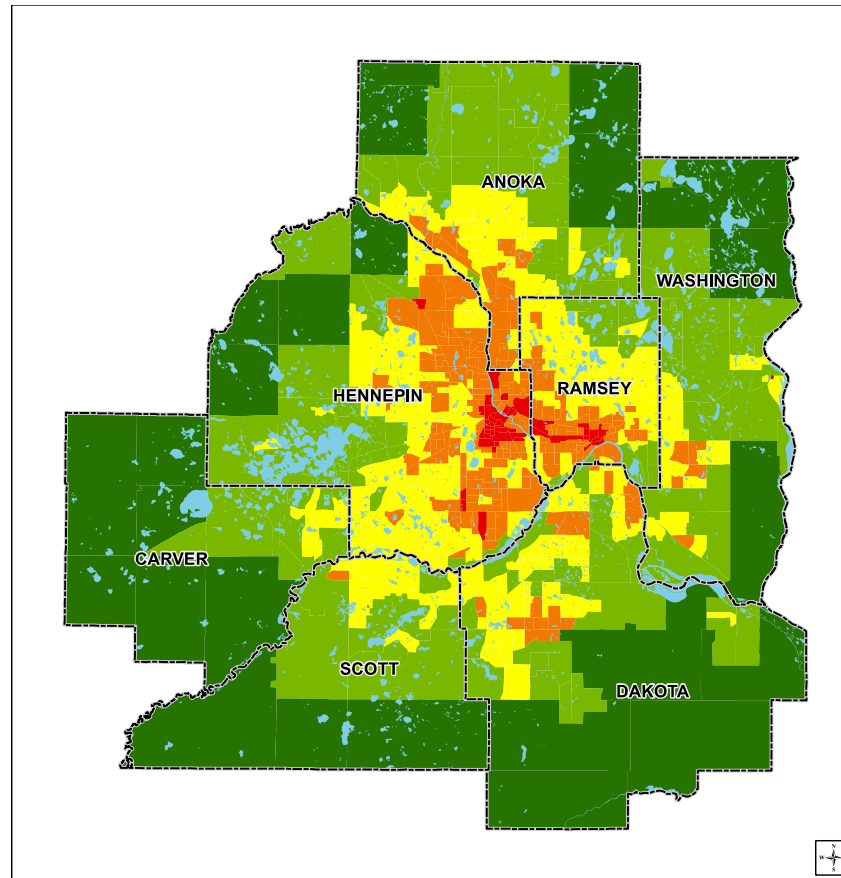 ANOKA
WASHINGTON
HENNEPIN
RAMSEY
CARVER
SCOTT
DAKOTA
N
W E
S